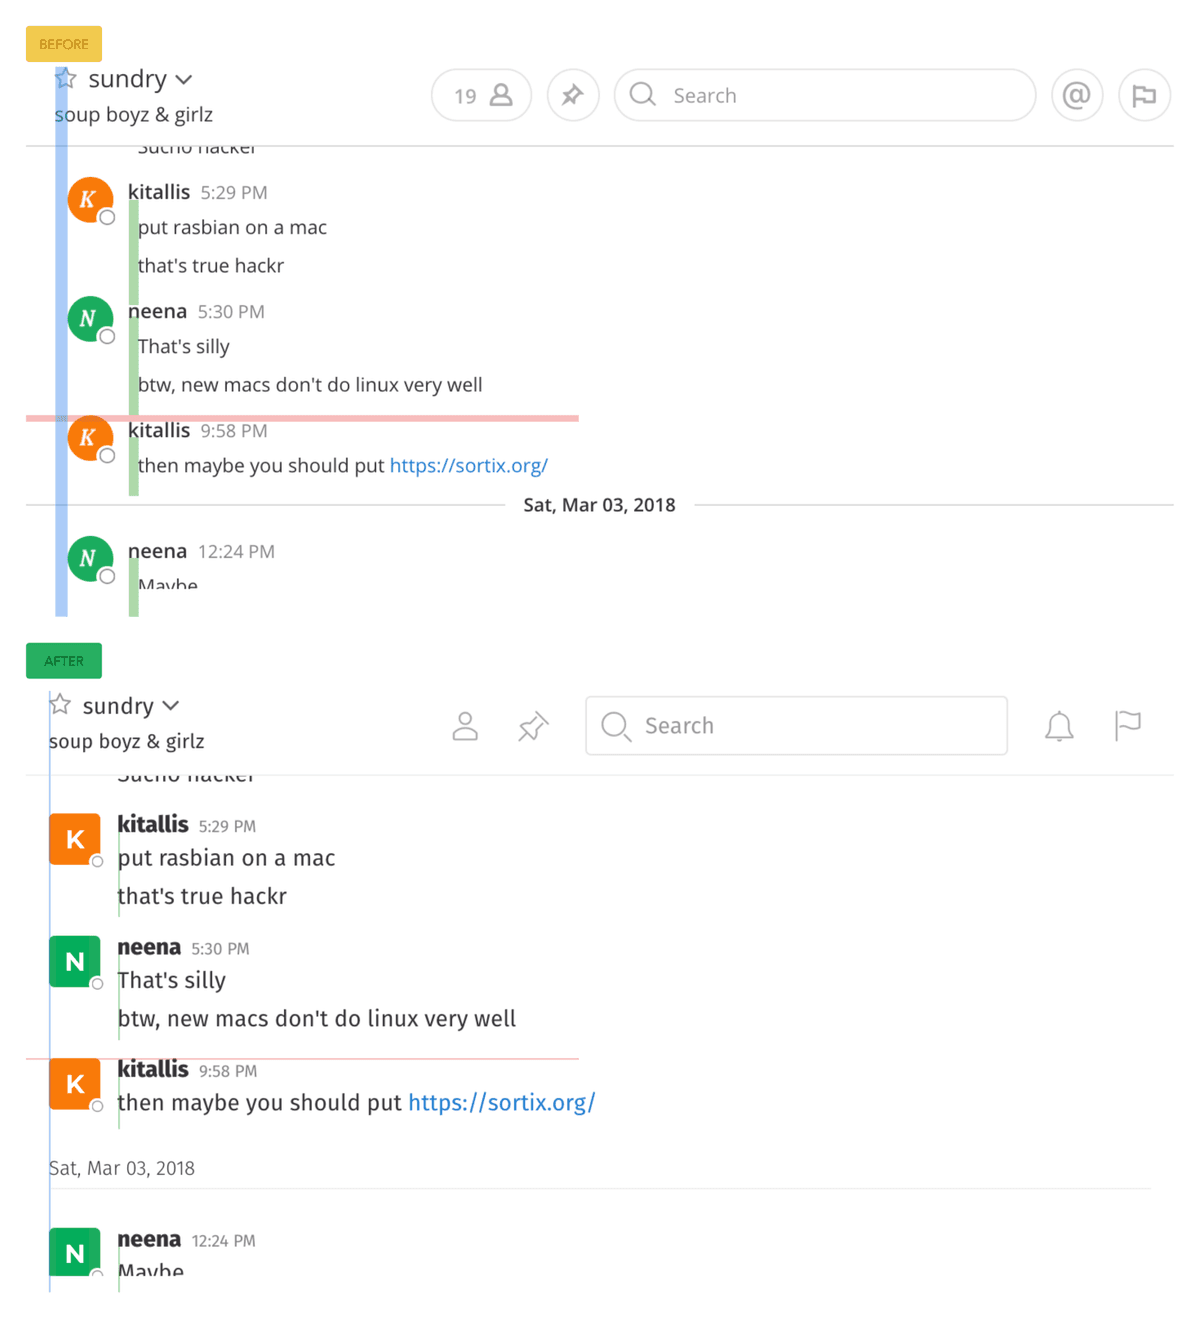 BEFORE
sundry
19
Search
@
soup boyz & girlz
Sucho hacker
K
kitallis 5:29 PM
put rasbian on a mac
that's true hackr
N
neena 5:30 PM
That's silly
btw, new macs don't do linux very well
K
kitallis 9:58 PM
then maybe you should put https://sortix.org/
Sat, Mar 03, 2018
N
neena 12:24 PM
Maybe
AFTER
sundry
Search
soup boyz & girlz
Sucho hacker
K
kitallis 5:29 PM
put rasbian on a mac
that's true hackr
N
neena 5:30 PM
That's silly
btw, new macs don't do linux very well
K
kitallis 9:58 PM
then maybe you should put https://sortix.org/
Sat, Mar 03, 2018
N
neena 12:24 PM
Maybe